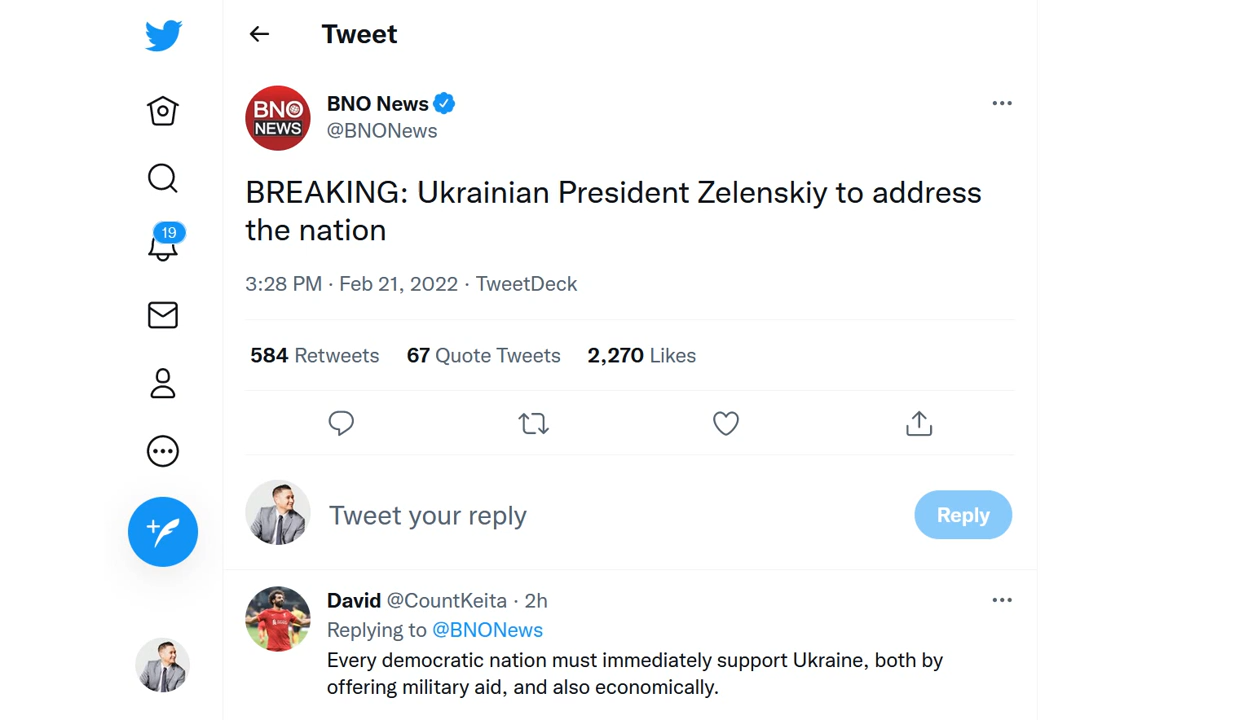 Tweet
BNO
NEWS
BNO News
@BNONews
BREAKING: Ukrainian President Zelenskiy to address
the nation
3:28 PM · Feb 21, 2022 · TweetDeck
584 Retweets 67 Quote Tweets 2,270 Likes
19
Tweet your reply
Reply
David @CountKeita · 2h
Replying to @BNONews
Every democratic nation must immediately support Ukraine, both by
offering military aid, and also economically.